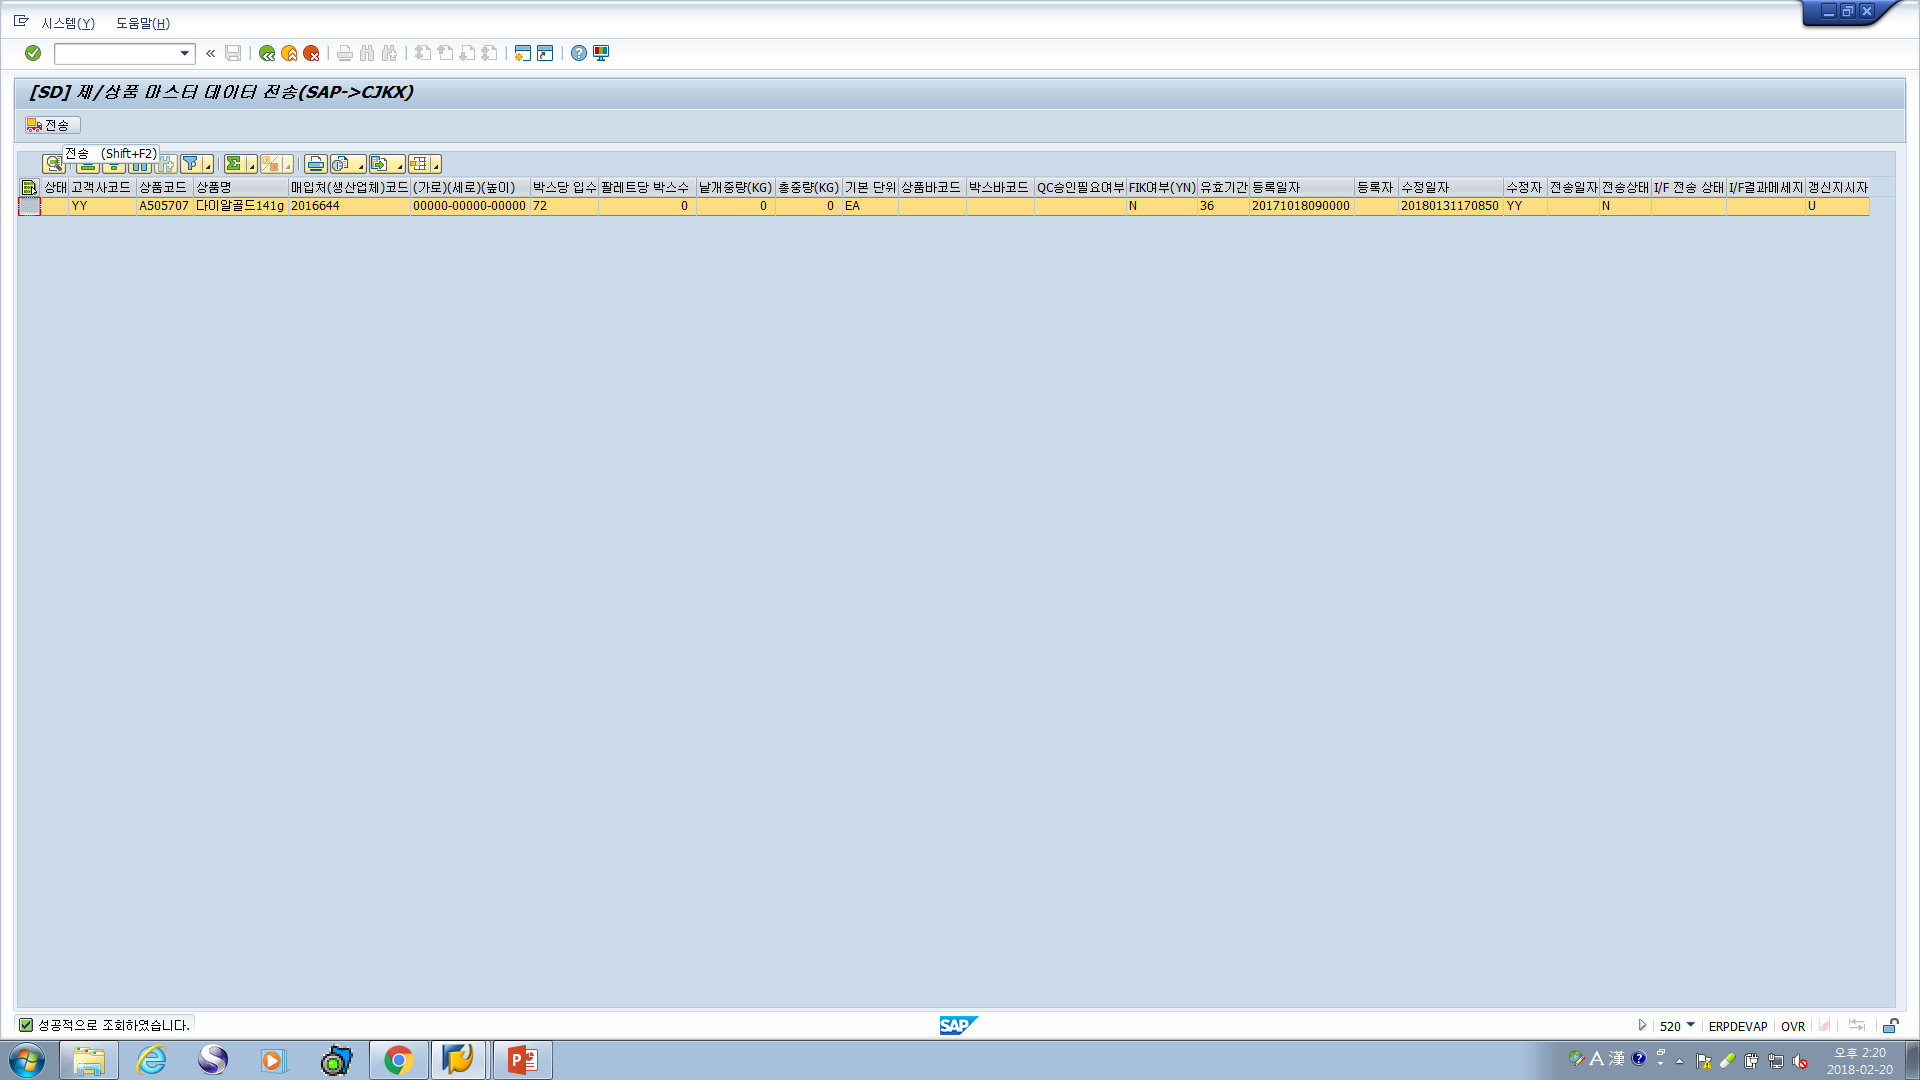 시스템(Y) 도움말(H)
[SD] 제/상품 마스터 데이터 전송(SAP->CJKX)
전송
전송 (Shift+F2)
상태 고객사코드 상품코드 상품명 매입처(생산업체)코드 (가로)(세로)(높이) 박스당 입수 팔레트당 박스수 낱개중량(KG) 총중량(KG) 기본 단위 상품바코드 박스바코드 QC승인필요여부 FIK여부(YN) 유효기간 등록일자 등록자 수정일자 수정자 전송일자 전송상태 I/F 전송 상태 I/F결과메세지 갱신지시자
YY A505707 다이알골드141g 2016644 00000-00000-00000 72 0 0 0 EA N 36 20171018090000 20180131170850 YY N U
성공적으로 조회하였습니다.
SAP
520 ERPDEVAP OVR
A 漢
오후 2:20
2018-02-20